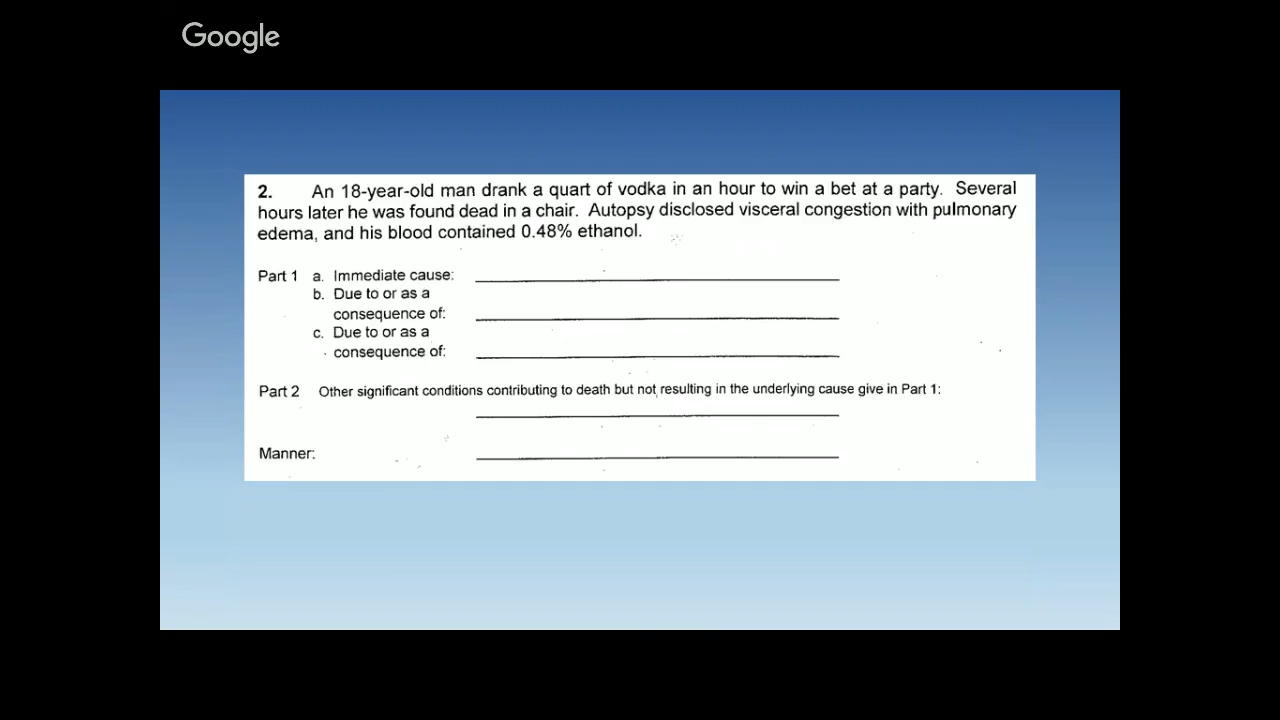 Google
2. An 18-year-old man drank a quart of vodka in an hour to win a bet at a party. Several
hours later he was found dead in a chair. Autopsy disclosed visceral congestion with pulmonary
edema, and his blood contained 0.48% ethanol.
Part 1 a. Immediate cause:
b. Due to or as a
consequence of:
c. Due to or as a
consequence of:
Part 2 Other significant conditions contributing to death but not resulting in the underlying cause give in Part 1:
Manner: